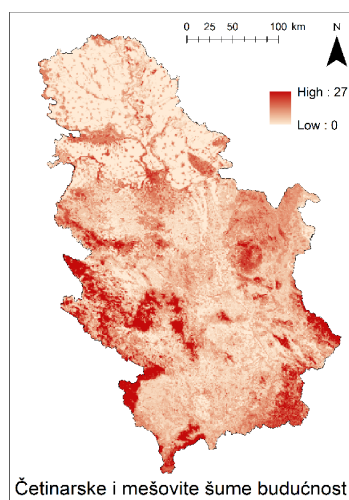 0 25 50 100 km
N
High : 27
Low : 0
Četinarske i mešovite šume budućnost